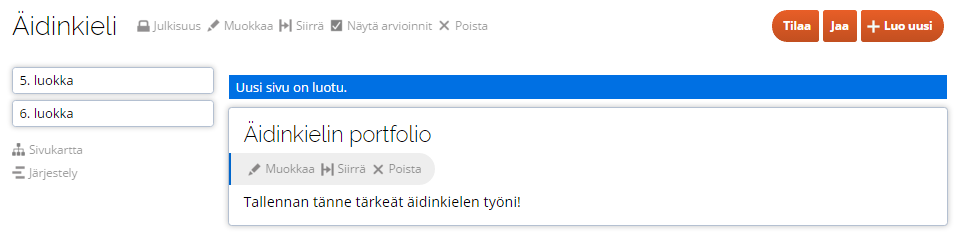 Äidinkieli Julkisuus Muokkaa Siirrä Näytä arvioinnit Poista Tilaa Jaa Luo uusi
5. luokka
6. luokka
Sivukartta
Järjestely
Uusi sivu on luotu.
Äidinkielin portfolio
Muokkaa Siirrä Poista
Tallennan tänne tärkeät äidinkielen työni!